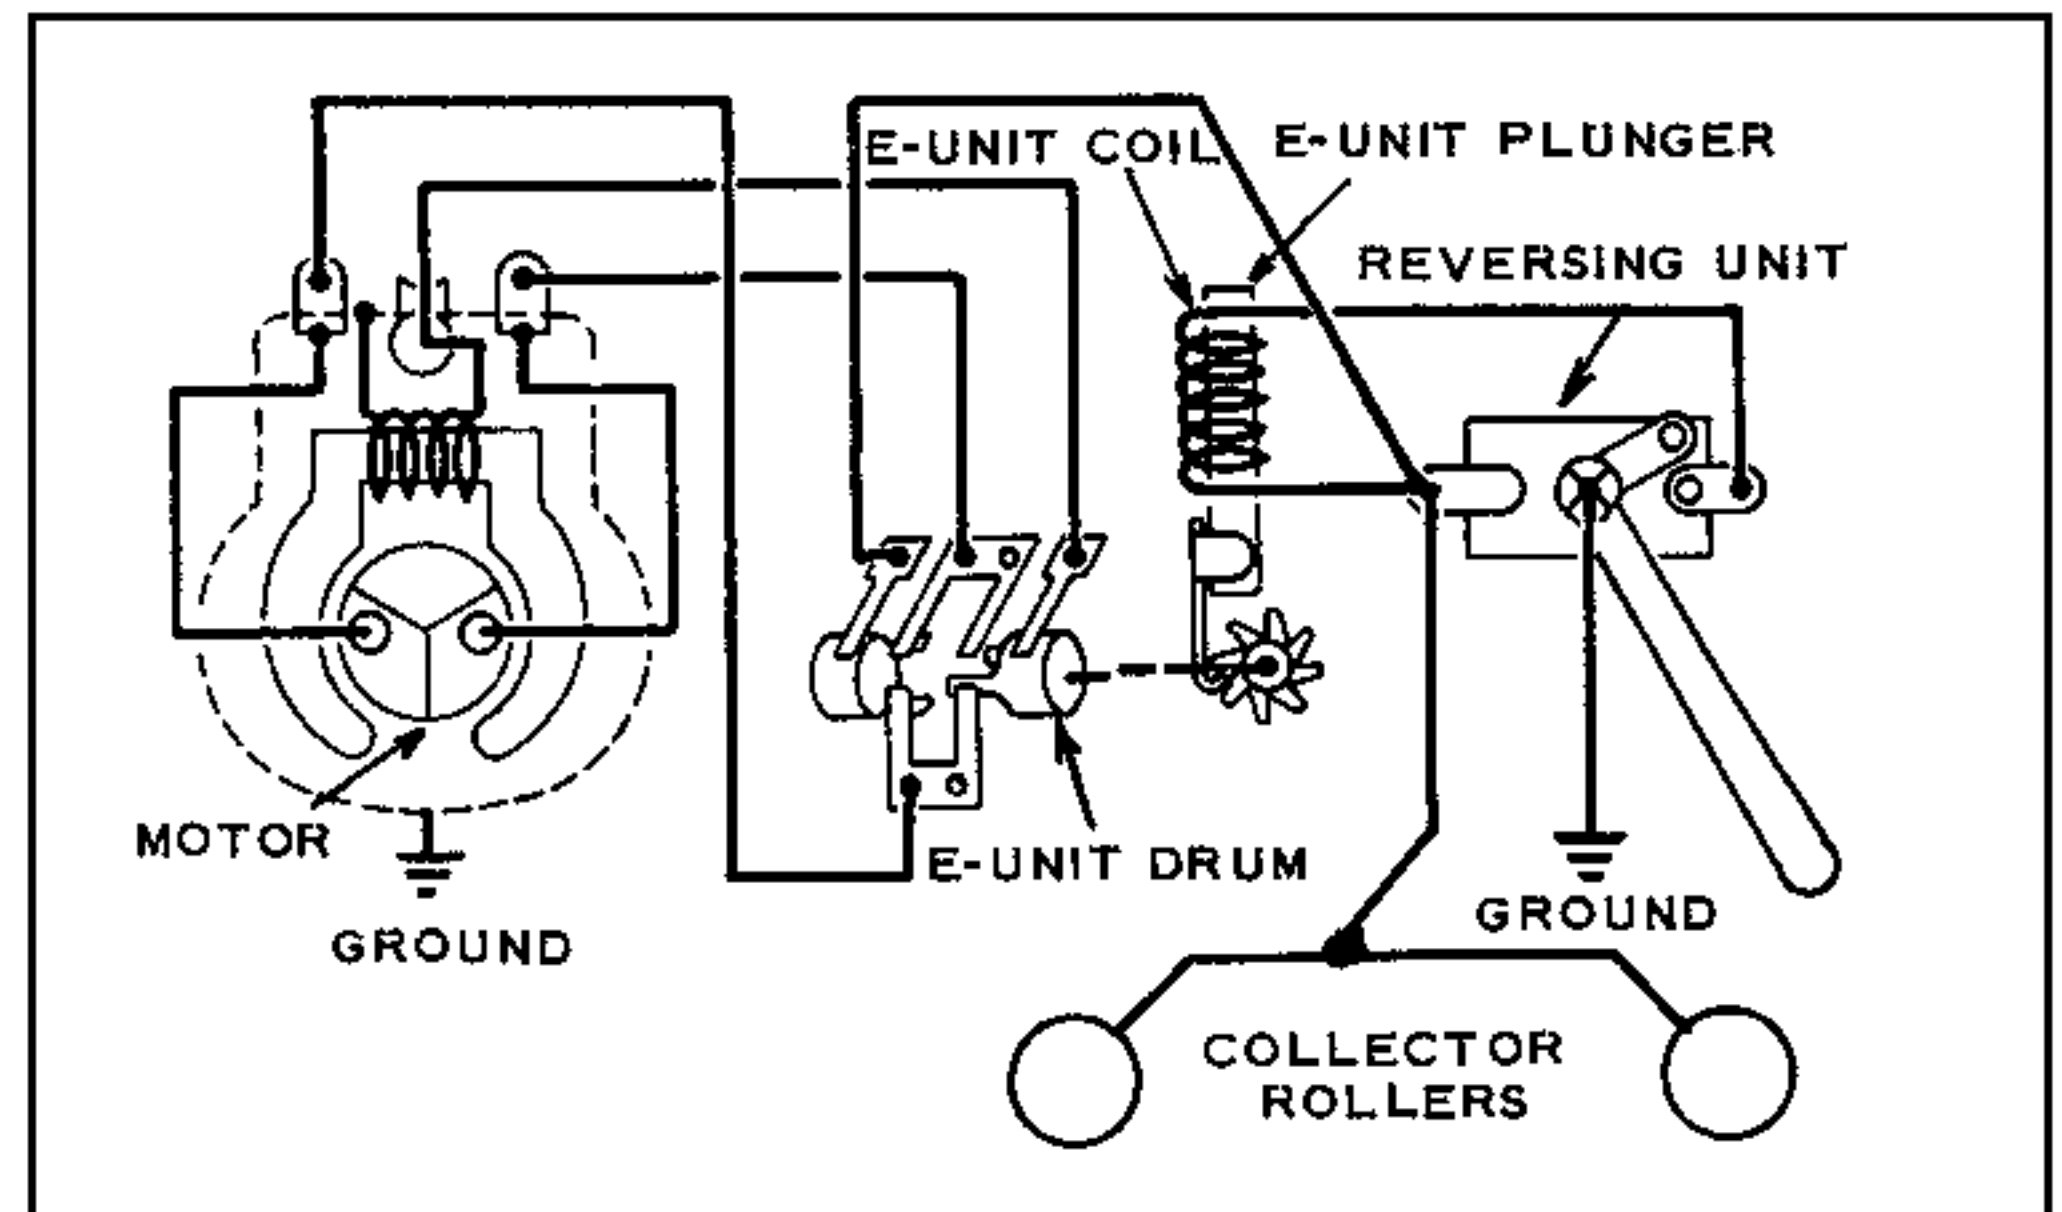 E-UNIT COIL
E-UNIT PLUNGER
REVERSING UNIT
MOTOR
GROUND
E-UNIT DRUM
GROUND
COLLECTOR
ROLLERS